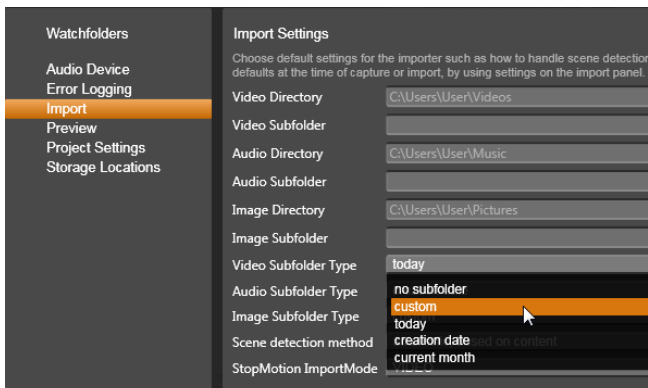 Watchfolders
Audio Device
Error Logging
Import
Preview
Project Settings
Storage Locations
Import Settings
Choose default settings for the importer such as how to handle scene detection
defaults at the time of capture or import, by using settings on the import panel.
Video Directory C:\Users\User\Videos
Video Subfolder
Audio Directory C:\Users\User\Music
Audio Subfolder
Image Directory C:\Users\User\Pictures
Image Subfolder
Video Subfolder Type today
Audio Subfolder Type no subfolder
custom
Image Subfolder Type today
Scene detection method creation date on content
current month
StopMotion ImportMode VIDEO